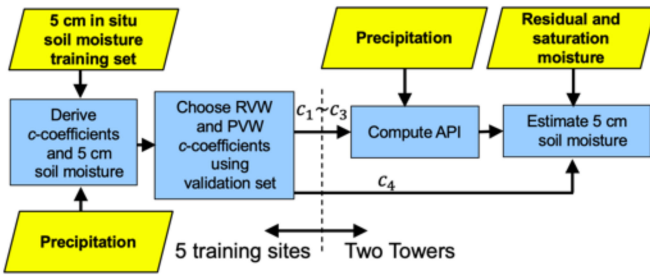 5 cm in situ
soil moisture
training set
Precipitation
Residual and
saturation
moisture
Derive
c-coefficients
and 5 cm
soil moisture
Choose RVW
and PVW
c-coefficients
using
validation set
c₁~c₃
Compute API
Estimate 5 cm
soil moisture
c₄
Precipitation
5 training sites
Two Towers